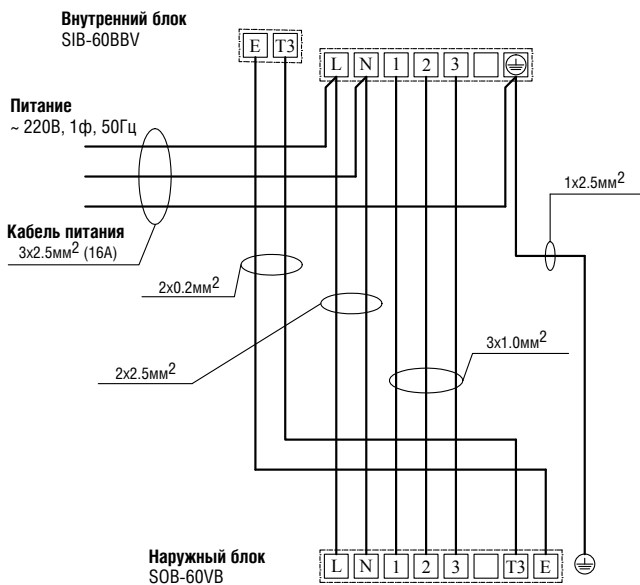 Внутренний блок
SIB-60BBV
E T3
L N 1 2 3
Питание
~ 220В, 1ф, 50Гц
1x2.5мм²
Кабель питания
3x2.5мм² (16А)
2x0.2мм²
3x1.0мм²
2x2.5мм²
Наружный блок
SOB-60VB
L N 1 2 3 T3 E